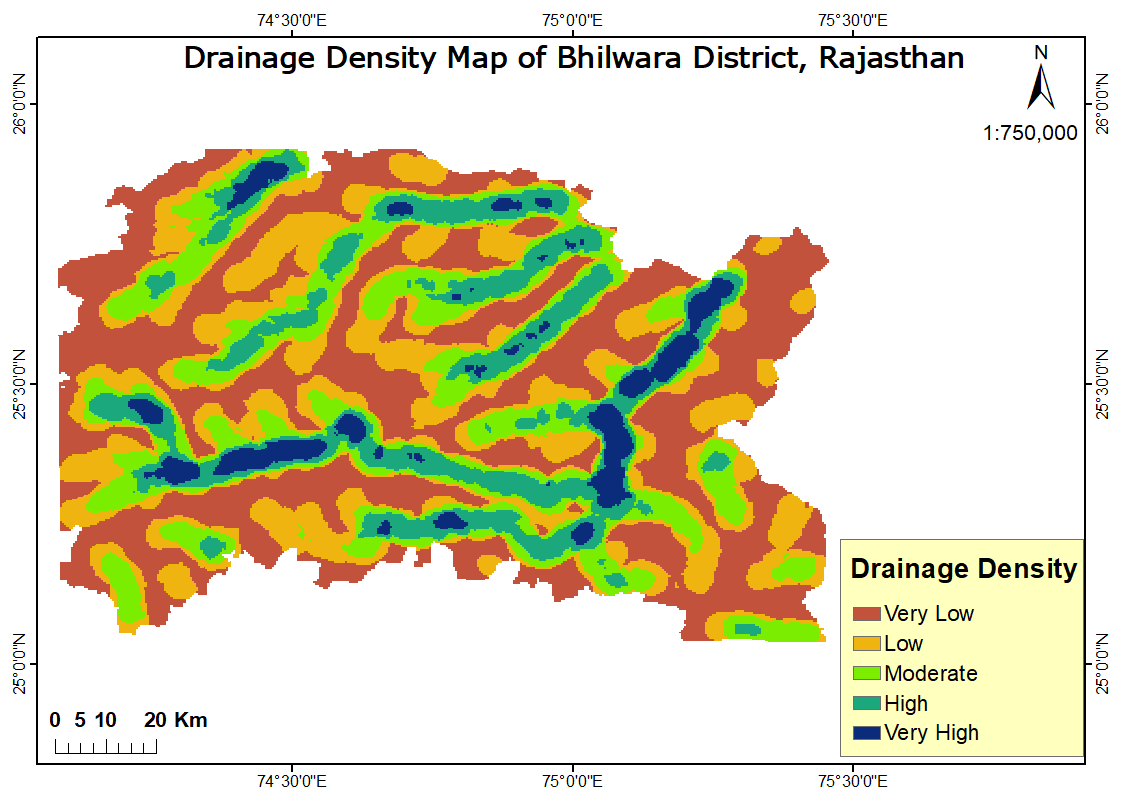 74°30'0"E 75°0'0"E 75°30'0"E
Drainage Density Map of Bhilwara District, Rajasthan
N
1:750,000
26°0'0"N 26°0'0"N
25°30'0"N 25°30'0"N
25°0'0"N 25°0'0"N
Drainage Density
Very Low
Low
Moderate
High
Very High
0 5 10 20 Km
74°30'0"E 75°0'0"E 75°30'0"E